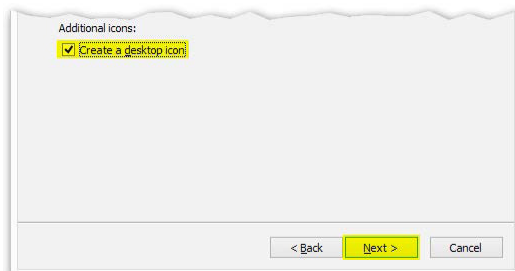 Additional icons:
Create a desktop icon
< Back Next > Cancel